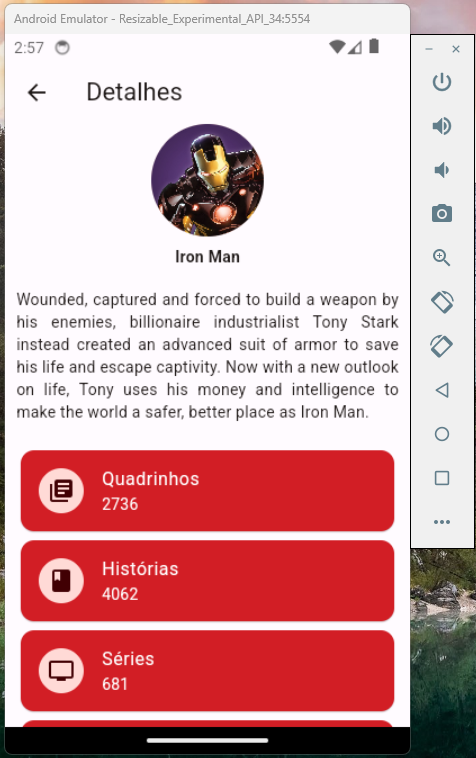 Android Emulator - Resizable_Experimental_API_34:5554
2:57
Detalhes
Iron Man
Wounded, captured and forced to build a weapon by
his enemies, billionaire industrialist Tony Stark
instead created an advanced suit of armor to save
his life and escape captivity. Now with a new outlook
on life, Tony uses his money and intelligence to
make the world a safer, better place as Iron Man.
Quadrinhos
2736
Histórias
4062
Séries
681